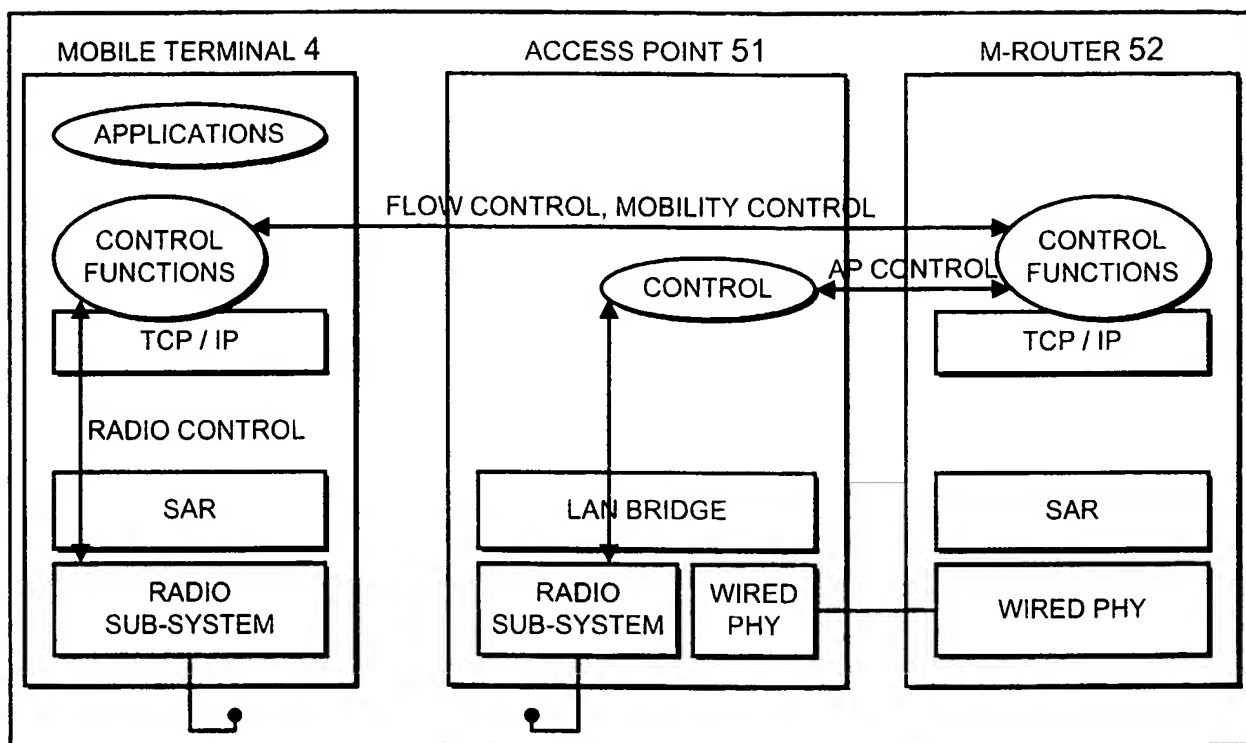 MOBILE TERMINAL 4
ACCESS POINT 51
M-ROUTER 52
APPLICATIONS
FLOW CONTROL, MOBILITY CONTROL
CONTROL
FUNCTIONS
CONTROL
AP CONTROL
CONTROL
FUNCTIONS
TCP / IP
TCP / IP
RADIO CONTROL
SAR
LAN BRIDGE
SAR
RADIO
SUB-SYSTEM
RADIO
SUB-SYSTEM
WIRED
PHY
WIRED PHY